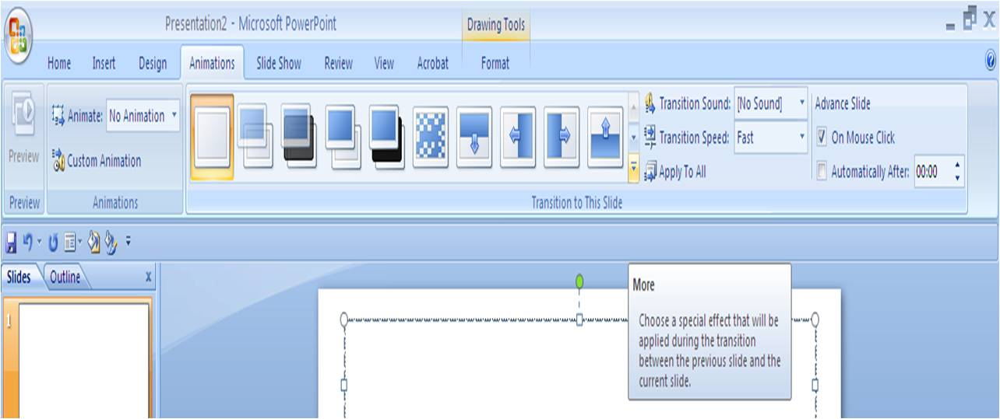 Presentation2 - Microsoft PowerPoint
Drawing Tools
Home Insert Design Animations Slide Show Review View Acrobat Format
Preview
Animate: No Animation
Custom Animation
Transition Sound: [No Sound]
Transition Speed: Fast
Apply To All
Advance Slide
On Mouse Click
Automatically After: 00:00
Preview Animations Transition to This Slide
Slides Outline x
1
More
Choose a special effect that will be
applied during the transition
between the previous slide and the
current slide.